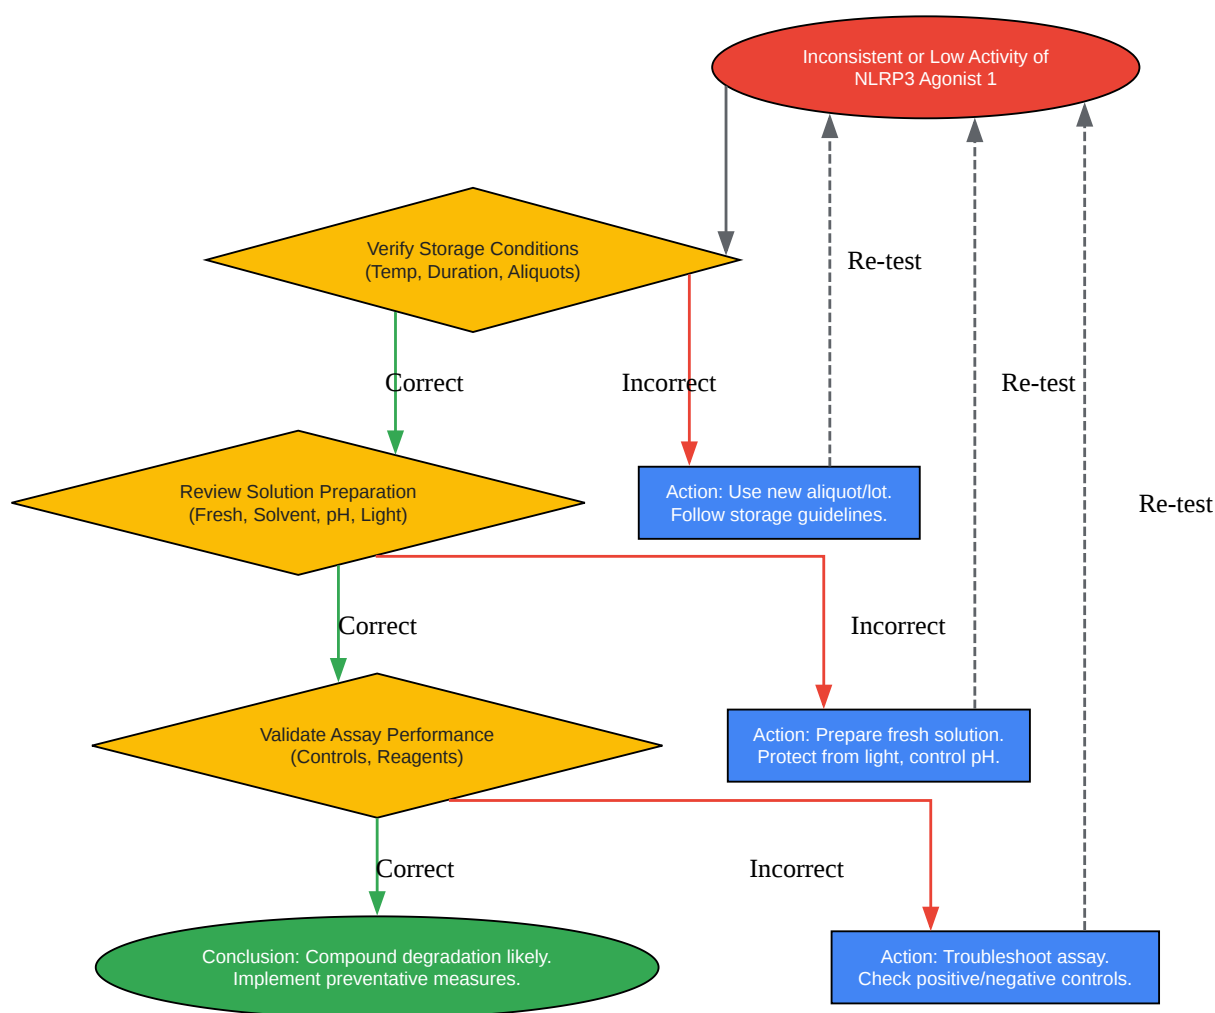 Inconsistent or Low Activity of
NLRP3 Agonist 1
Verify Storage Conditions
(Temp, Duration, Aliquots)
Re-test
Correct
Incorrect
Re-test
Review Solution Preparation
(Fresh, Solvent, pH, Light)
Action: Use new aliquot/lot.
Follow storage guidelines.
Re-test
Correct
Incorrect
Validate Assay Performance
(Controls, Reagents)
Action: Prepare fresh solution.
Protect from light, control pH.
Correct
Incorrect
Conclusion: Compound degradation likely.
Implement preventative measures.
Action: Troubleshoot assay.
Check positive/negative controls.